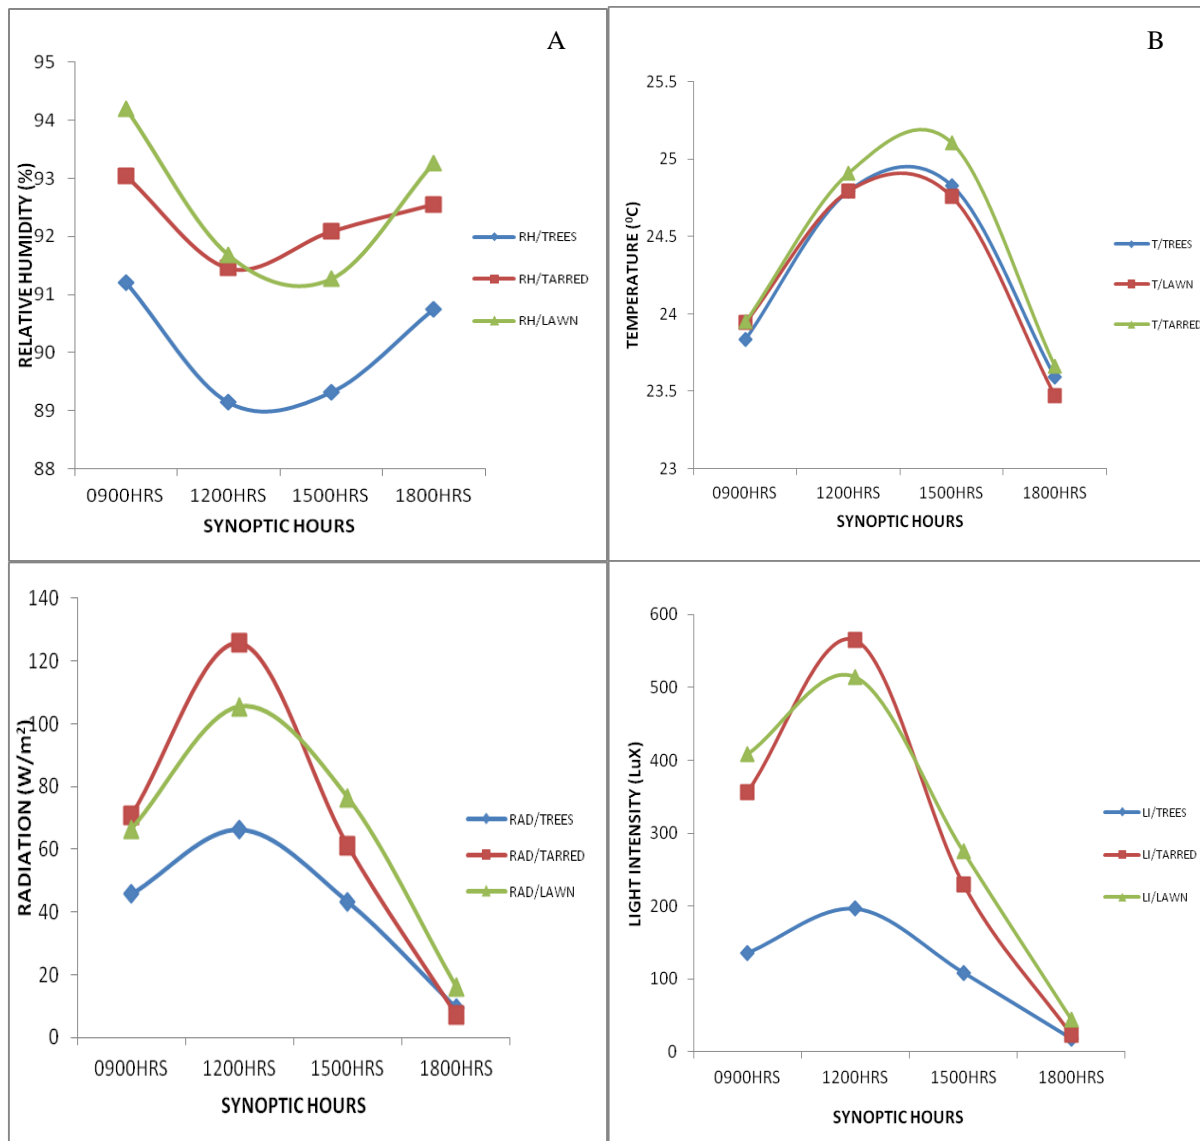 A
95
94
93
92
91
90
89
88
RELATIVE HUMIDITY (%)
0900HRS 1200HRS 1500HRS 1800HRS
SYNOPTIC HOURS
RH/TREES
RH/TARRED
RH/LAWN
B
25.5
25
24.5
24
23.5
23
TEMPERATURE (⁰C)
0900HRS 1200HRS 1500HRS 1800HRS
SYNOPTIC HOURS
T/TREES
T/LAWN
T/TARRED
140
120
100
80
60
40
20
0
RADIATION (W/m²)
0900HRS 1200HRS 1500HRS 1800HRS
SYNOPTIC HOURS
RAD/TREES
RAD/TARRED
RAD/LAWN
600
500
400
300
200
100
0
LIGHT INTENSITY (LuX)
0900HRS 1200HRS 1500HRS 1800HRS
SYNOPTIC HOURS
LI/TREES
LI/TARRED
LI/LAWN